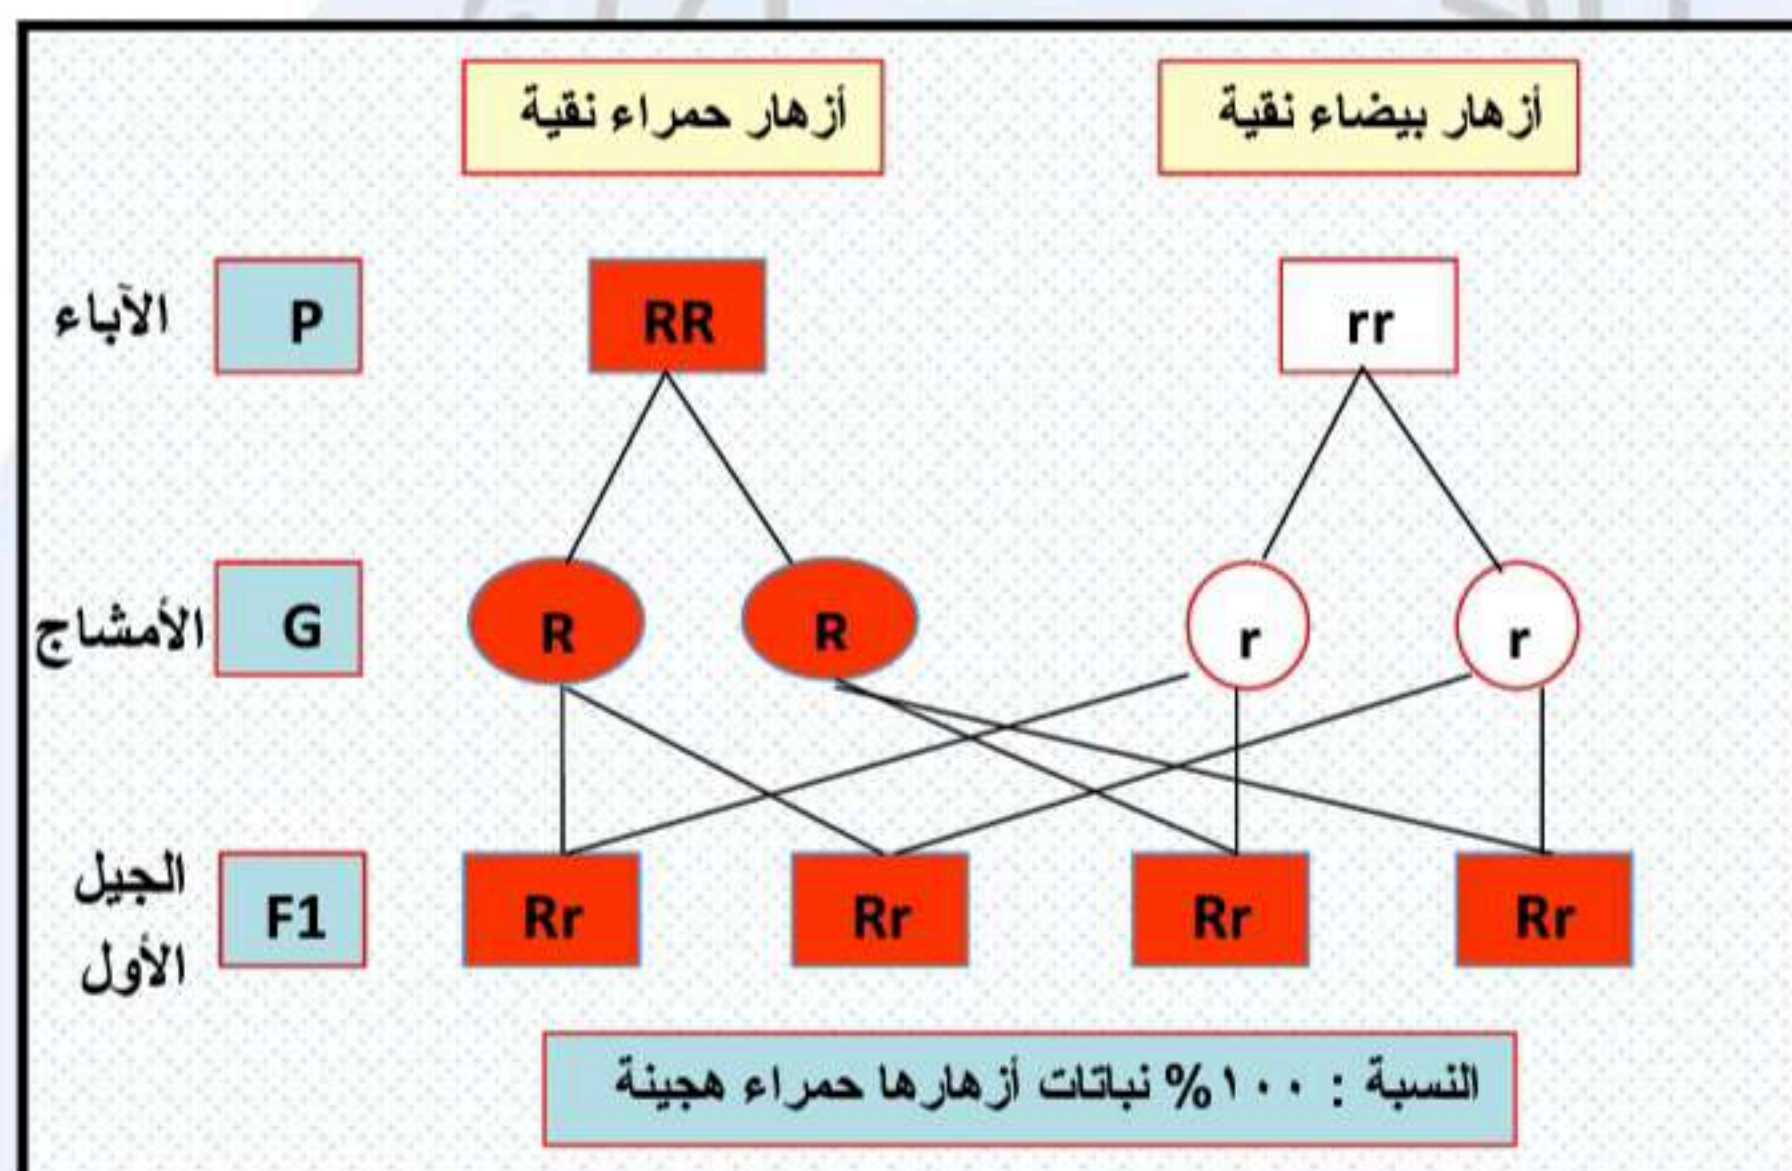 أزهار بيضاء نقية
أزهار حمراء نقية
الآباء P RR rr
الأمشاج G R R r r
الجيل
الأول
F1 Rr Rr Rr Rr
النسبة : ١٠٠% نباتات أزهارها حمراء هجينة